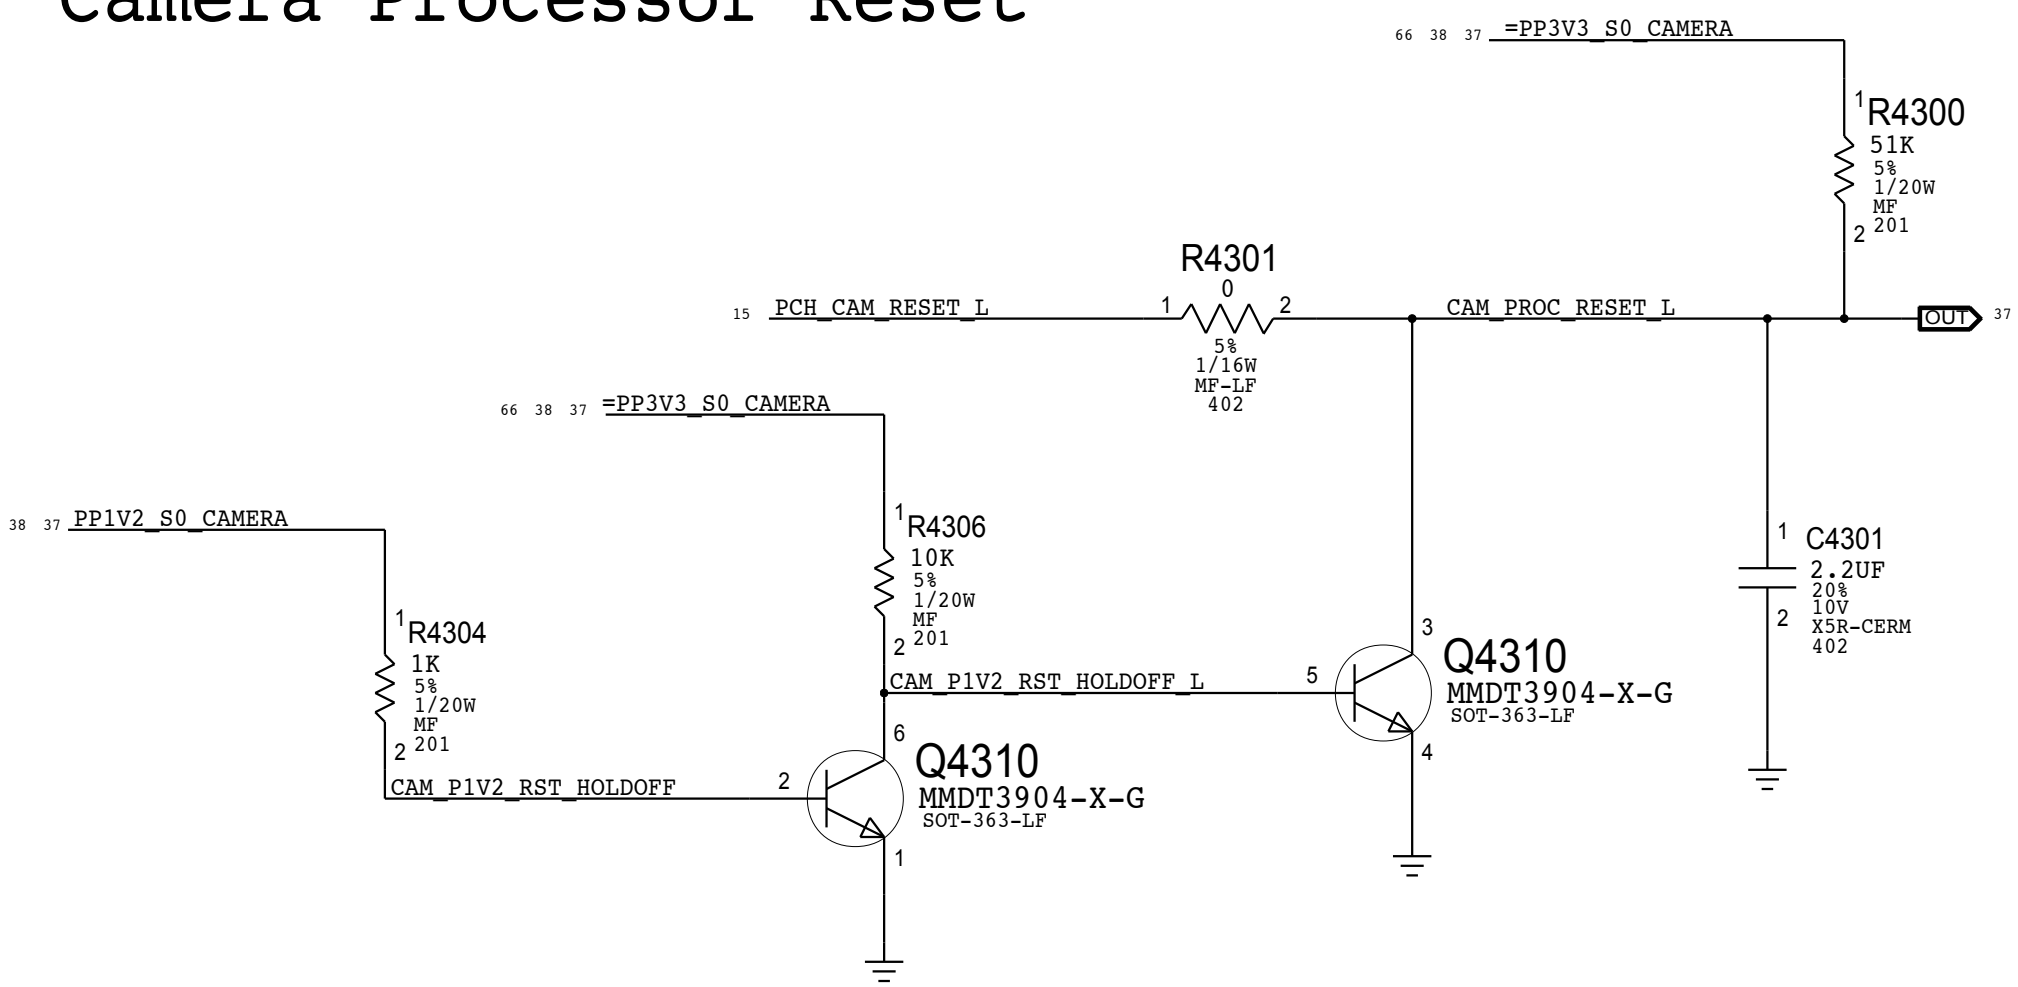 Camera Processor Reset
66 38 37 =PP3V3_S0_CAMERA
1
R4300
51K
5%
1/20W
MF
201
2
R4301
0
15 PCH_CAM_RESET_L
1
2
CAM_PROC_RESET_L
OUT 37
5%
1/16W
MF-LF
402
66 38 37 =PP3V3_S0_CAMERA
38 37 PP1V2_S0_CAMERA
1
R4306
10K
5%
1/20W
MF
201
2
1
C4301
2.2UF
20%
10V
X5R-CERM
402
2
1
R4304
1K
5%
1/20W
MF
201
2
CAM_P1V2_RST_HOLDOFF_L
5
3
Q4310
MMDT3904-X-G
SOT-363-LF
4
CAM_P1V2_RST_HOLDOFF
2
6
Q4310
MMDT3904-X-G
SOT-363-LF
1